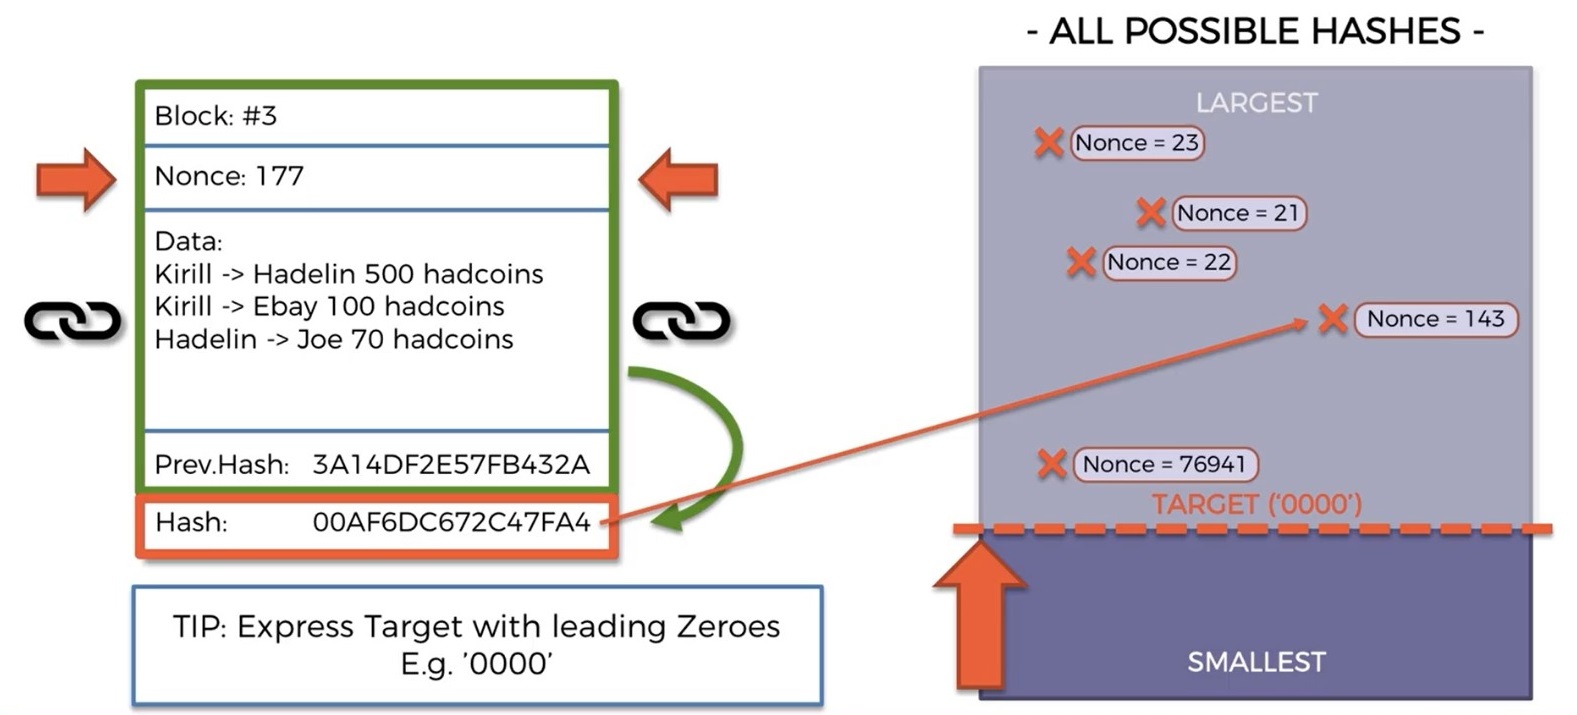 - ALL POSSIBLE HASHES -
Block: #3
Nonce: 177
Data:
Kirill -> Hadelin 500 hadcoins
Kirill -> Ebay 100 hadcoins
Hadelin -> Joe 70 hadcoins
Prev.Hash: 3A14DF2E57FB432A
Hash: 00AF6DC672C47FA4
TIP: Express Target with leading Zeroes
E.g. '0000'
LARGEST
Nonce = 23
Nonce = 21
Nonce = 22
Nonce = 143
Nonce = 76941
TARGET ('0000')
SMALLEST